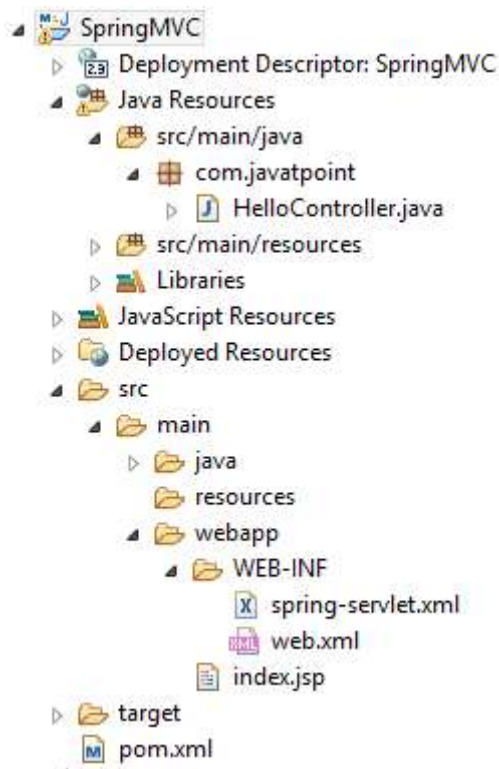 SpringMVC
Deployment Descriptor: SpringMVC
Java Resources
src/main/java
com.javatpoint
HelloController.java
src/main/resources
Libraries
JavaScript Resources
Deployed Resources
src
main
java
resources
webapp
WEB-INF
spring-servlet.xml
web.xml
index.jsp
target
pom.xml